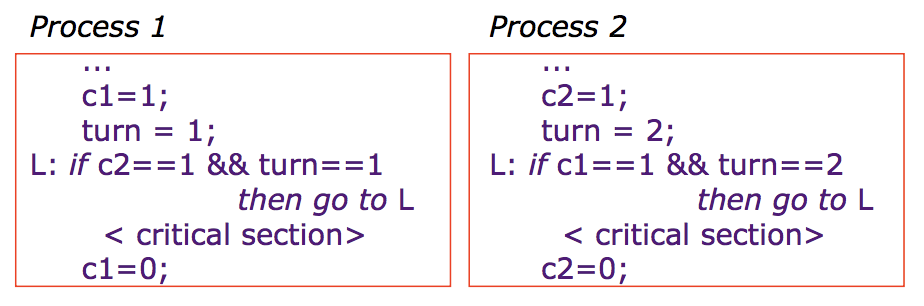 Process 1
...
c1=1;
turn = 1;
L: if c2==1 && turn==1
then go to L
< critical section>
c1=0;
Process 2
...
c2=1;
turn = 2;
L: if c1==1 && turn==2
then go to L
< critical section>
c2=0;